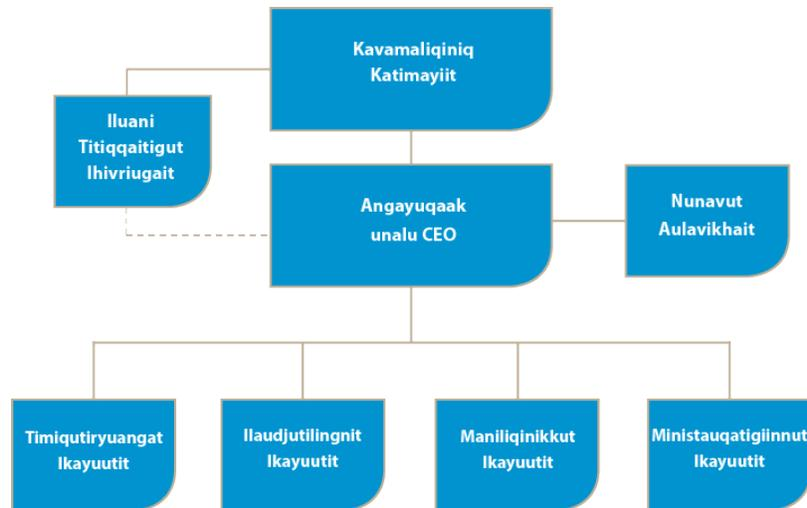 Kavamaliqiniq
Katimayiit
Iluani
Titiqqaitigut
Ihivriugait
Angayuqaak
unalu CEO
Nunavut
Aulavikhait
Timiqutiryuangat
Ikayuutit
Ilaudjutilingnit
Ikayuutit
Maniliqinikkut
Ikayuutit
Ministauqatigiinnut
Ikayuutit